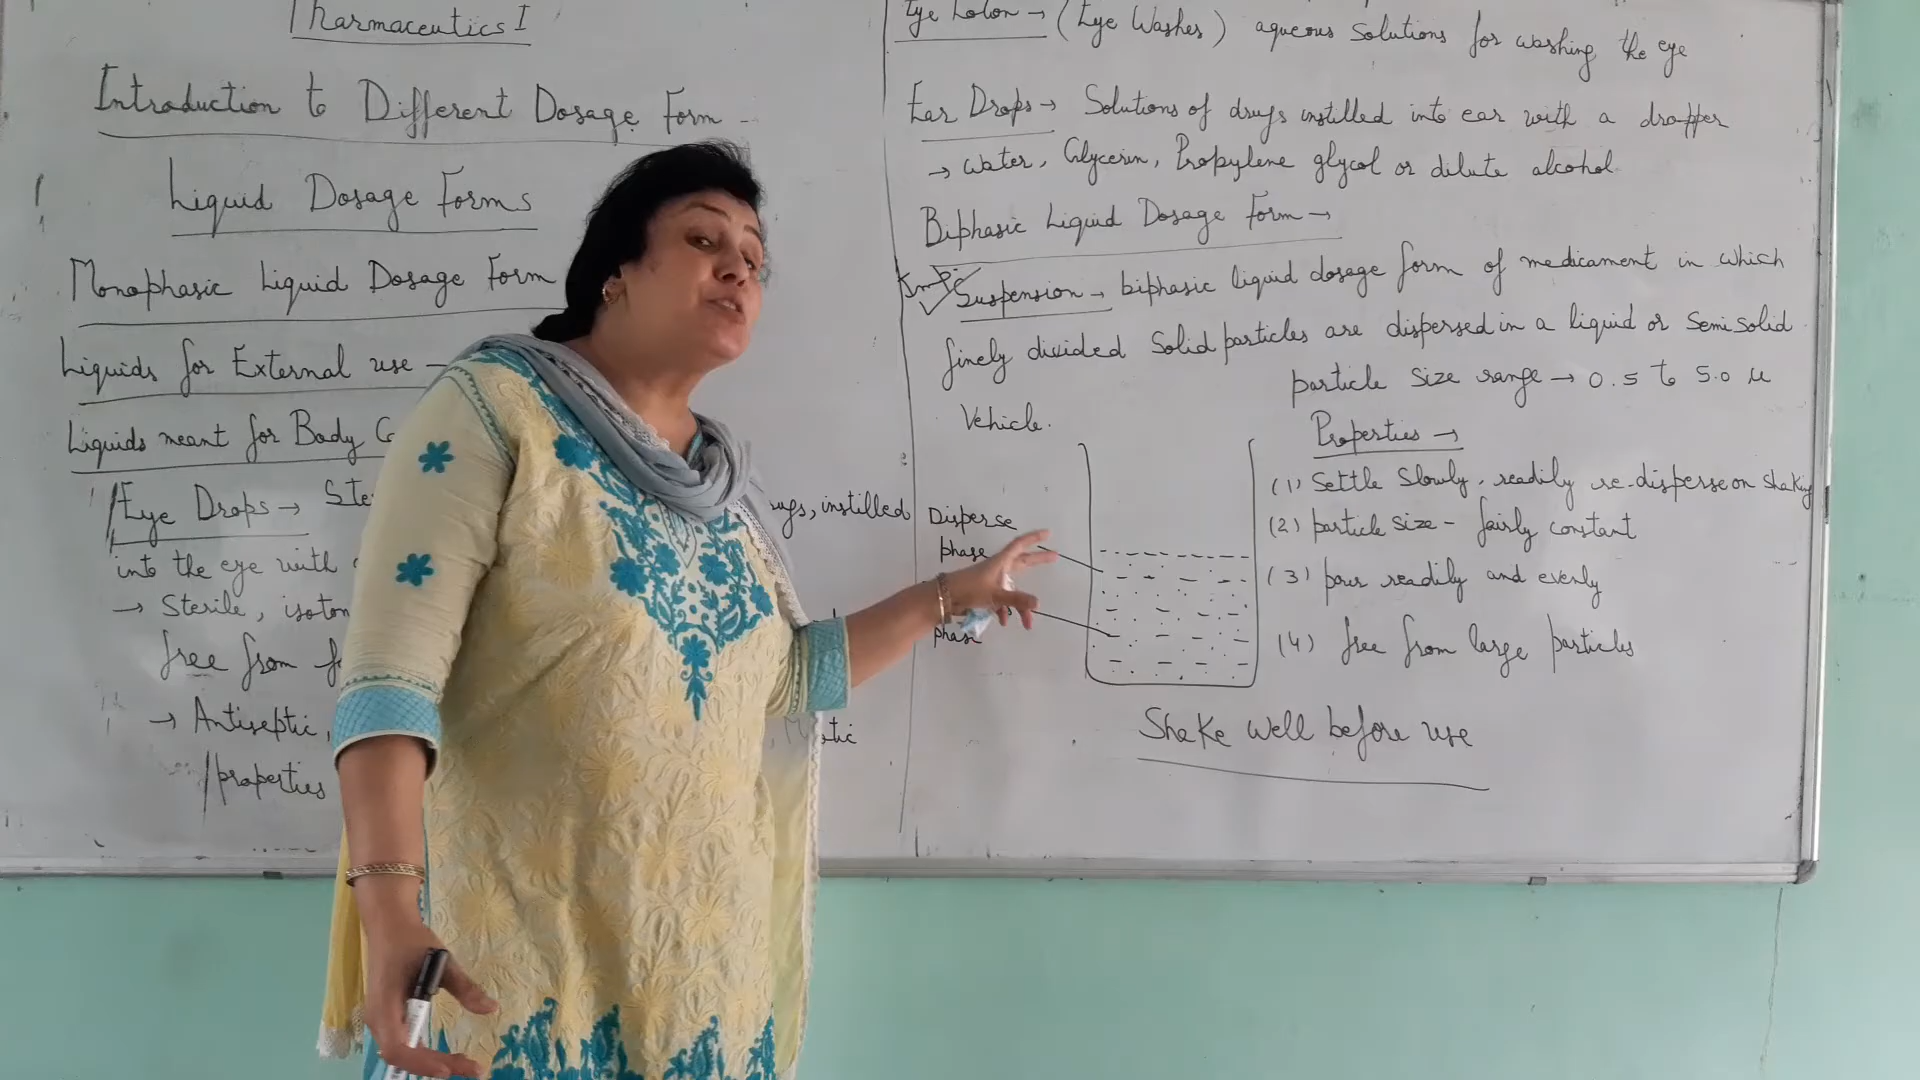 Pharmaceutics I
Introduction to Different Dosage Form -
Liquid Dosage Forms
Monophasic Liquid Dosage Form
Liquids for External use -
Liquids meant for Body
Eye Drops →
instilled
into the eye with
→ Sterile,
free from
→ Antiseptic,
properties
Eye Lotion → (Eye Washes) aqueous solutions for washing the eye
Ear Drops → Solutions of drugs instilled into ear with a dropper
→ Water, Glycerin, Propylene glycol or dilute alcohol
Biphasic Liquid Dosage Form →
Suspension → biphasic liquid dosage form of medicament in which
finely divided Solid particles are dispersed in a liquid or Semisolid
Vehicle.
particle Size range → 0.5 to 5.0 μ
Properties →
(1) Settle Slowly, readily re-disperse on Shaking
(2) particle size - fairly constant
(3) pour readily and evenly
(4) free from large particles
Disperse
phase
phase
Shake well before use